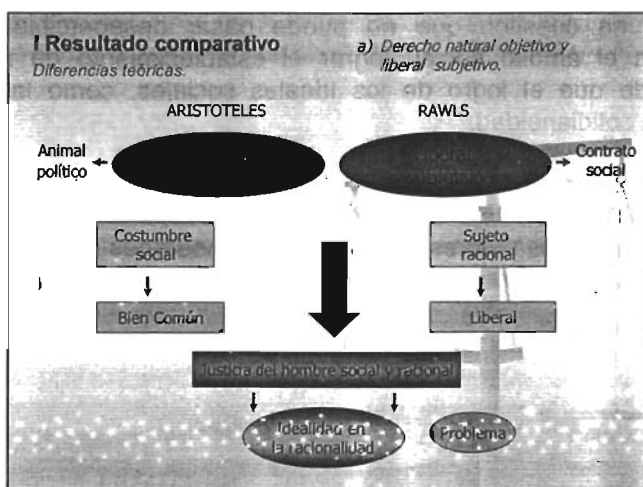 I Resultado comparativo
Diferencias teóricas.
a) Derecho natural objetivo y
liberal subjetivo.
ARISTOTELES
RAWLS
Animal
político
Contrato
social
Costumbre
social
Sujeto
racional
Bien Común
Liberal
Justicia del hombre social y racional
Idealidad en
la racionalidad
Problema